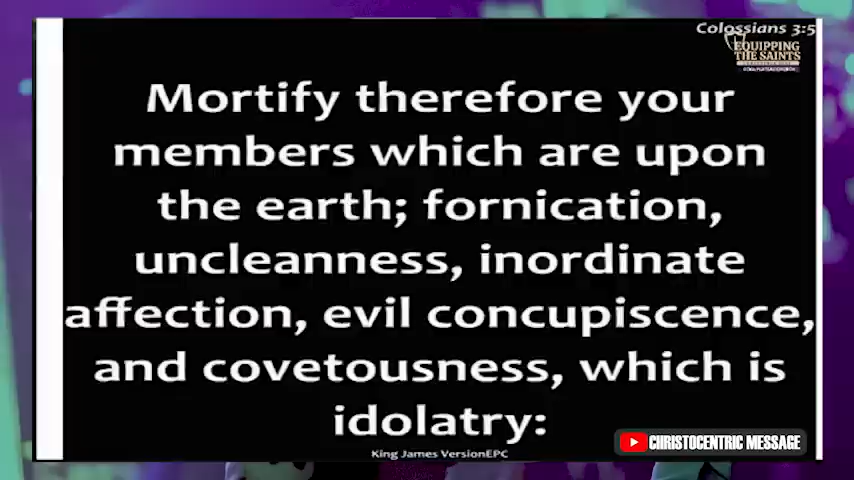 Colossians 3:5
EQUIPPING
THE SAINTS
Mortify therefore your
members which are upon
the earth; fornication,
uncleanness, inordinate
affection, evil concupiscence,
and covetousness, which is
idolatry:
King James VersionEPC
CHRISTOCENTRIC MESSAGE